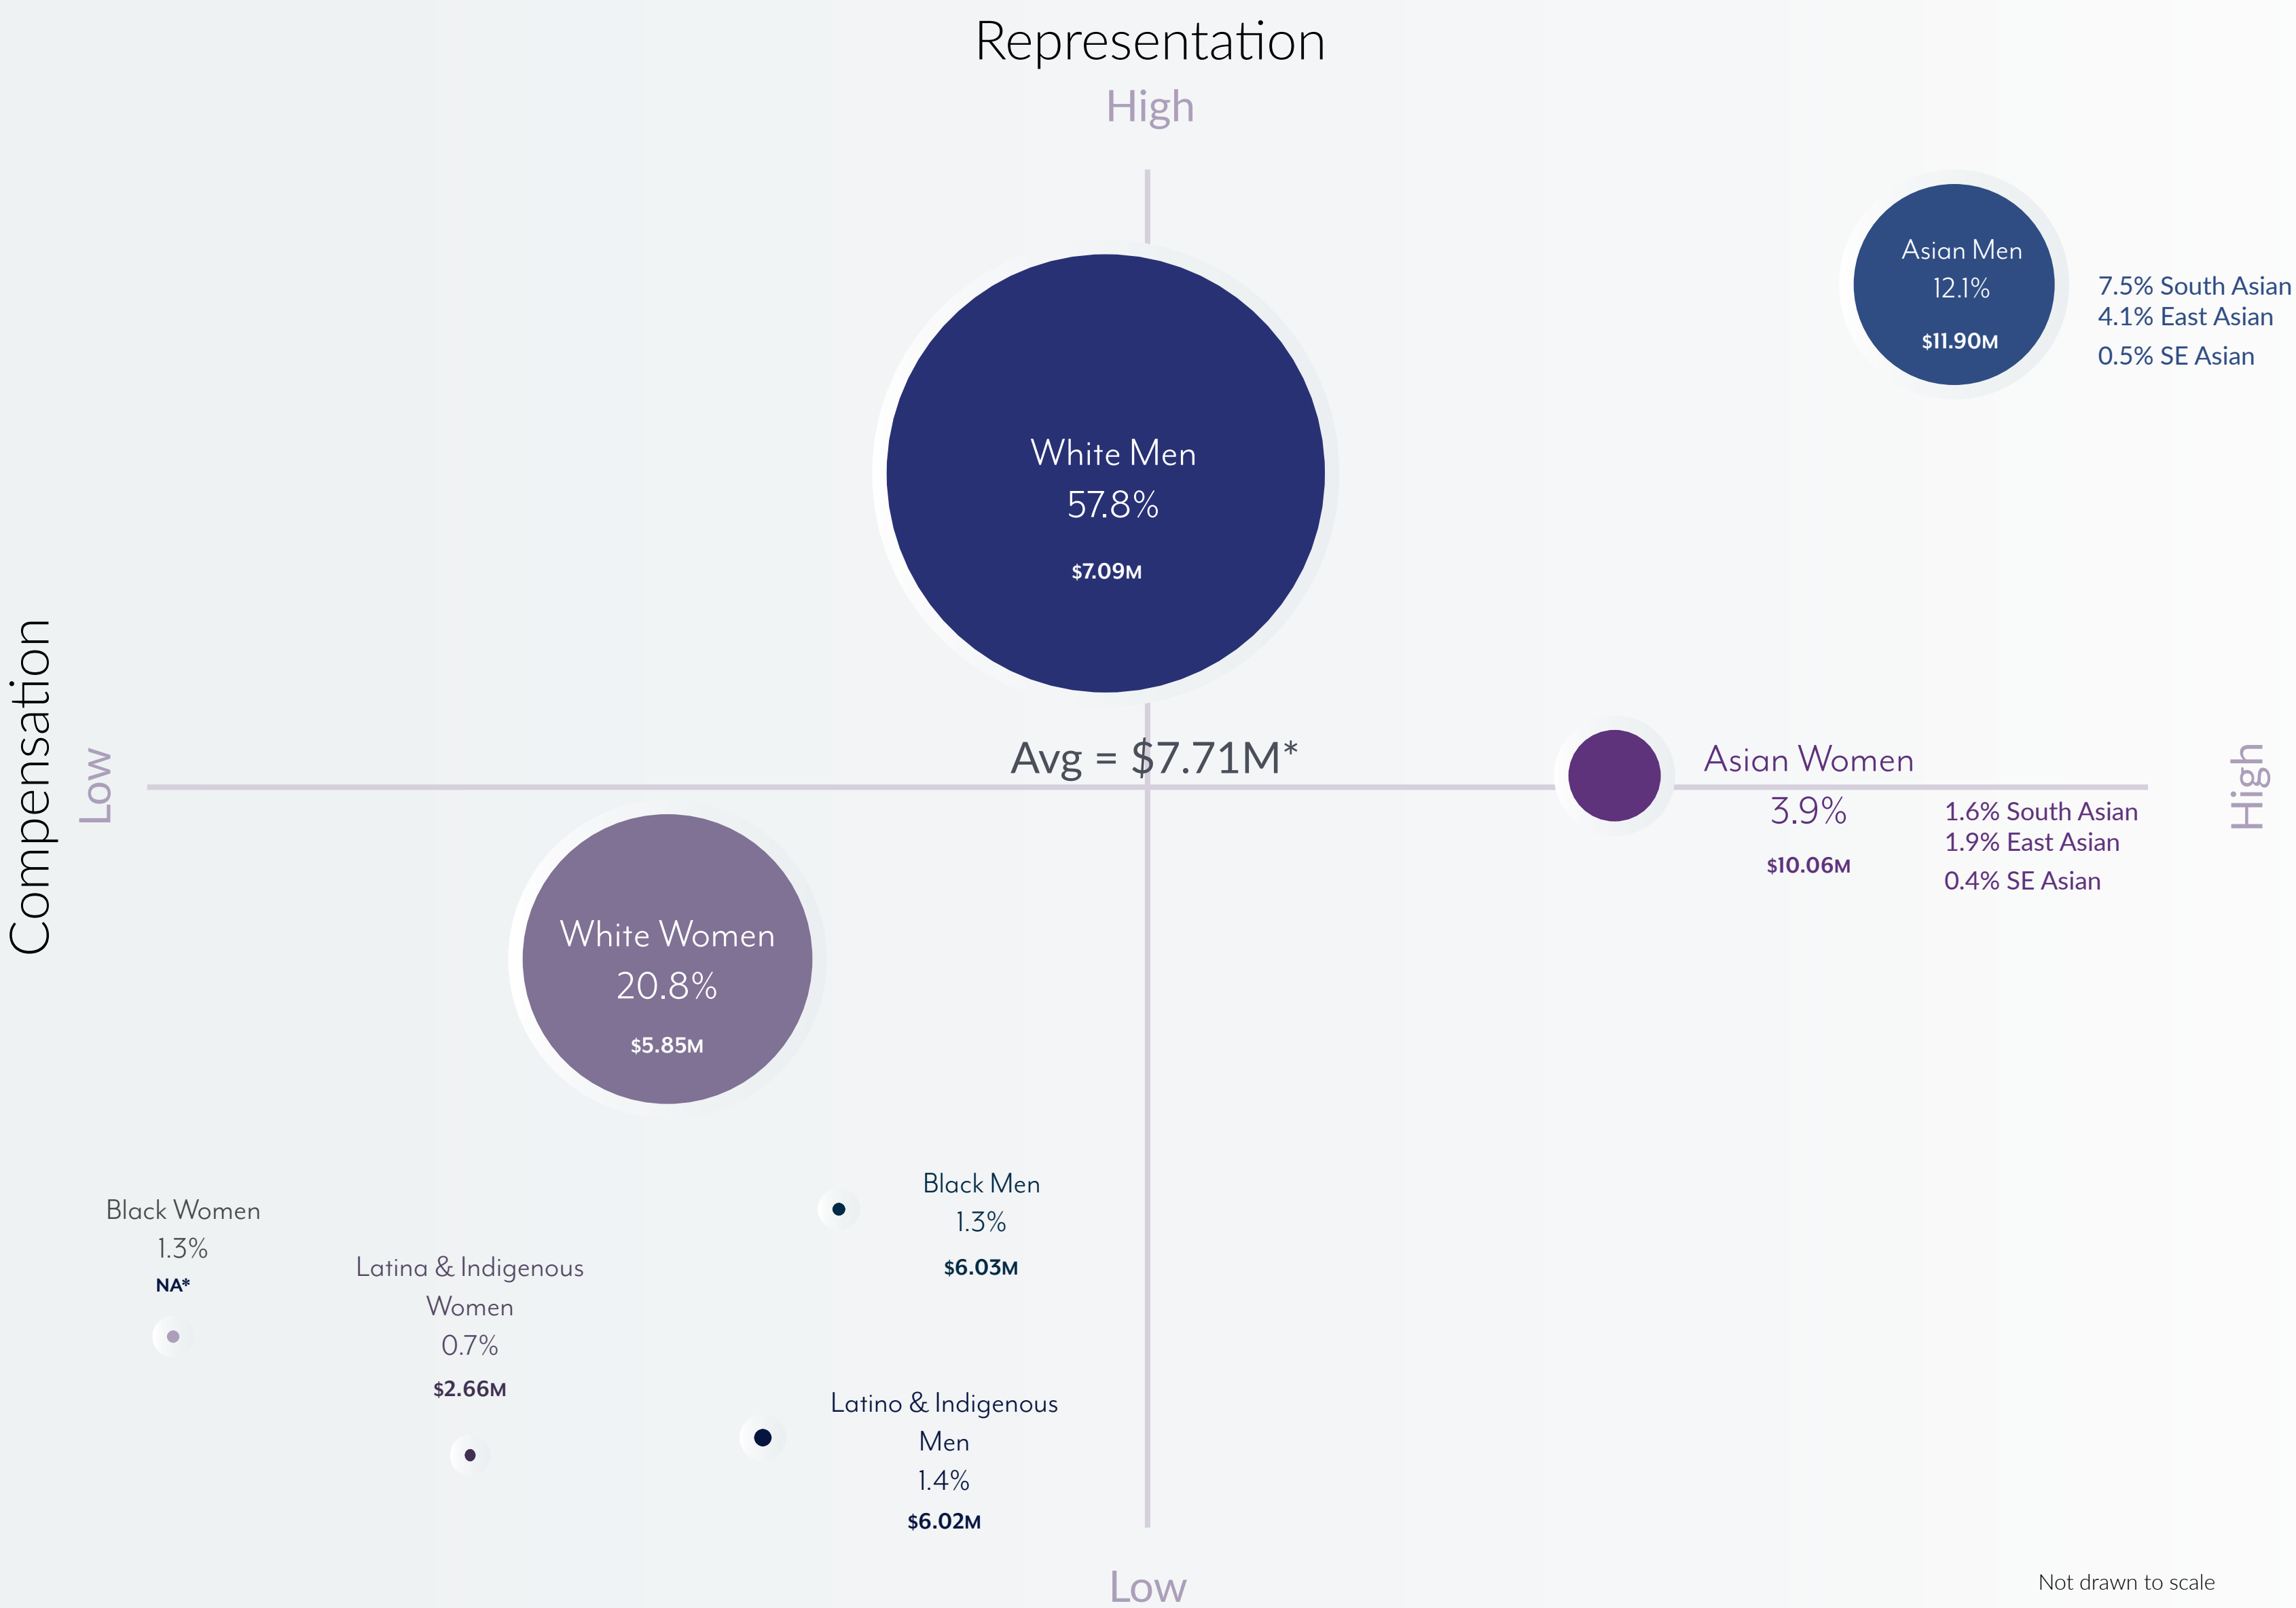 Representation
High
Asian Men
12.1%
$11.90M
7.5% South Asian
4.1% East Asian
0.5% SE Asian
White Men
57.8%
$7.09M
Compensation
Low
Avg = $7.71M*
High
Asian Women
3.9%
$10.06M
1.6% South Asian
1.9% East Asian
0.4% SE Asian
White Women
20.8%
$5.85M
Black Women
1.3%
NA*
Latina & Indigenous
Women
0.7%
$2.66M
Black Men
1.3%
$6.03M
Latino & Indigenous
Men
1.4%
$6.02M
Low
Not drawn to scale